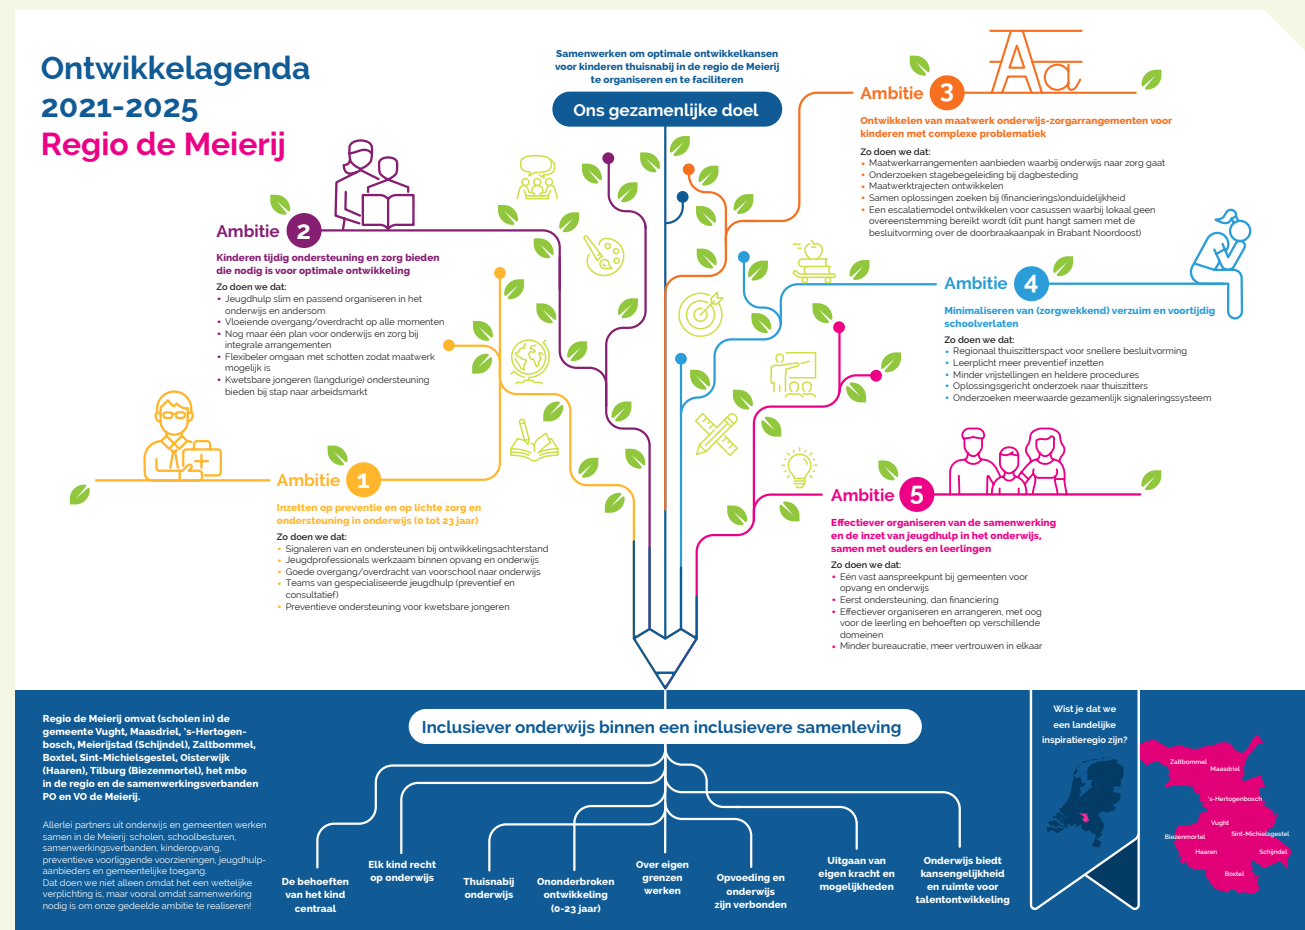 Ontwikkelagenda
2021-2025
Regio de Meierij
Samenwerken om optimale ontwikkelkansen
voor kinderen thuisnabij in de regio de Meierij
te organiseren en te faciliteren
Ons gezamenlijke doel
Ambitie 3
Ontwikkelen van maatwerk onderwijs-zorgarrangementen voor
kinderen met complexe problematiek
Zo doen we dat:
• Maatwerkarrangementen aanbieden waarbij onderwijs naar zorg gaat
• Onderzoeken stagebegeleiding bij dagbesteding
• Maatwerktrajecten ontwikkelen
• Samen oplossingen zoeken bij (financierings)onduidelijkheid
• Een escalatiemodel ontwikkelen voor casussen waarbij lokaal geen
overeenstemming bereikt wordt (dit punt hangt samen met de
besluitvorming over de doorbraakaanpak in Brabant Noordoost)
Aa
Ambitie 2
Kinderen tijdig ondersteuning en zorg bieden
die nodig is voor optimale ontwikkeling
Zo doen we dat:
• Jeugdhulp slim en passend organiseren in het
onderwijs en andersom
• Vloeiende overgang/overdracht op alle momenten
• Nog maar één plan voor onderwijs en zorg bij
integrale arrangementen
• Flexibeler omgaan met schotten zodat maatwerk
mogelijk is
• Kwetsbare jongeren (langdurige) ondersteuning
bieden bij stap naar arbeidsmarkt
Ambitie 4
Minimaliseren van (zorgwekkend) verzuim en voortijdig
schoolverlaten
Zo doen we dat:
• Regionaal thuiszitterspact voor snellere besluitvorming
• Leerplicht meer preventief inzetten
• Minder vrijstellingen en heldere procedures
• Oplossingsgericht onderzoek naar thuiszitters
• Onderzoeken meerwaarde gezamenlijk signaleringssysteem
Ambitie 1
Inzetten op preventie en op lichte zorg en
ondersteuning in onderwijs (0 tot 23 jaar)
Zo doen we dat:
• Signaleren van en ondersteunen bij ontwikkelingsachterstand
• Jeugdprofessionals werkzaam binnen opvang en onderwijs
• Goede overgang/overdracht van voorschool naar onderwijs
• Teams van gespecialiseerde jeugdhulp (preventief en
consultatief)
• Preventieve ondersteuning voor kwetsbare jongeren
Ambitie 5
Effectiever organiseren van de samenwerking
en de inzet van jeugdhulp in het onderwijs,
samen met ouders en leerlingen
Zo doen we dat:
• Eén vast aanspreekpunt bij gemeenten voor
opvang en onderwijs
• Eerst ondersteuning, dan financiering
• Effectiever organiseren en arrangeren, met oog
voor de leerling en behoeften op verschillende
domeinen
• Minder bureaucratie, meer vertrouwen in elkaar
Regio de Meierij omvat (scholen in) de
gemeente Vught, Maasdriel, 's-Hertogen-
bosch, Meierijstad (Schijndel), Zaltbommel,
Boxtel, Sint-Michielsgestel, Oisterwijk
(Haaren), Tilburg (Biezenmortel), het mbo
in de regio en de samenwerkingsverbanden
PO en VO de Meierij.
Allerlei partners uit onderwijs en gemeenten werken
samen in de Meierij: scholen, schoolbesturen,
samenwerkingsverbanden, kinderopvang,
preventieve voorliggende voorzieningen, jeugdhulp-
aanbieders en gemeentelijke toegang.
Dat doen we niet alleen omdat het een wettelijke
verplichting is, maar vooral omdat samenwerking
nodig is om onze gedeelde ambitie te realiseren!
Inclusiever onderwijs binnen een inclusievere samenleving
De behoeften
van het kind
centraal
Elk kind recht
op onderwijs
Thuisnabij
onderwijs
Ononderbroken
ontwikkeling
(0-23 jaar)
Over eigen
grenzen
werken
Opvoeding en
onderwijs
zijn verbonden
Uitgaan van
eigen kracht en
mogelijkheden
Onderwijs biedt
kansengelijkheid
en ruimte voor
talentontwikkeling
Wist je dat we
een landelijke
inspiratieregio zijn?
Zaltbommel
Maasdriel
's-Hertogenbosch
Vught
Sint-Michielsgestel
Biezenmortel
Haaren
Schijndel
Boxtel